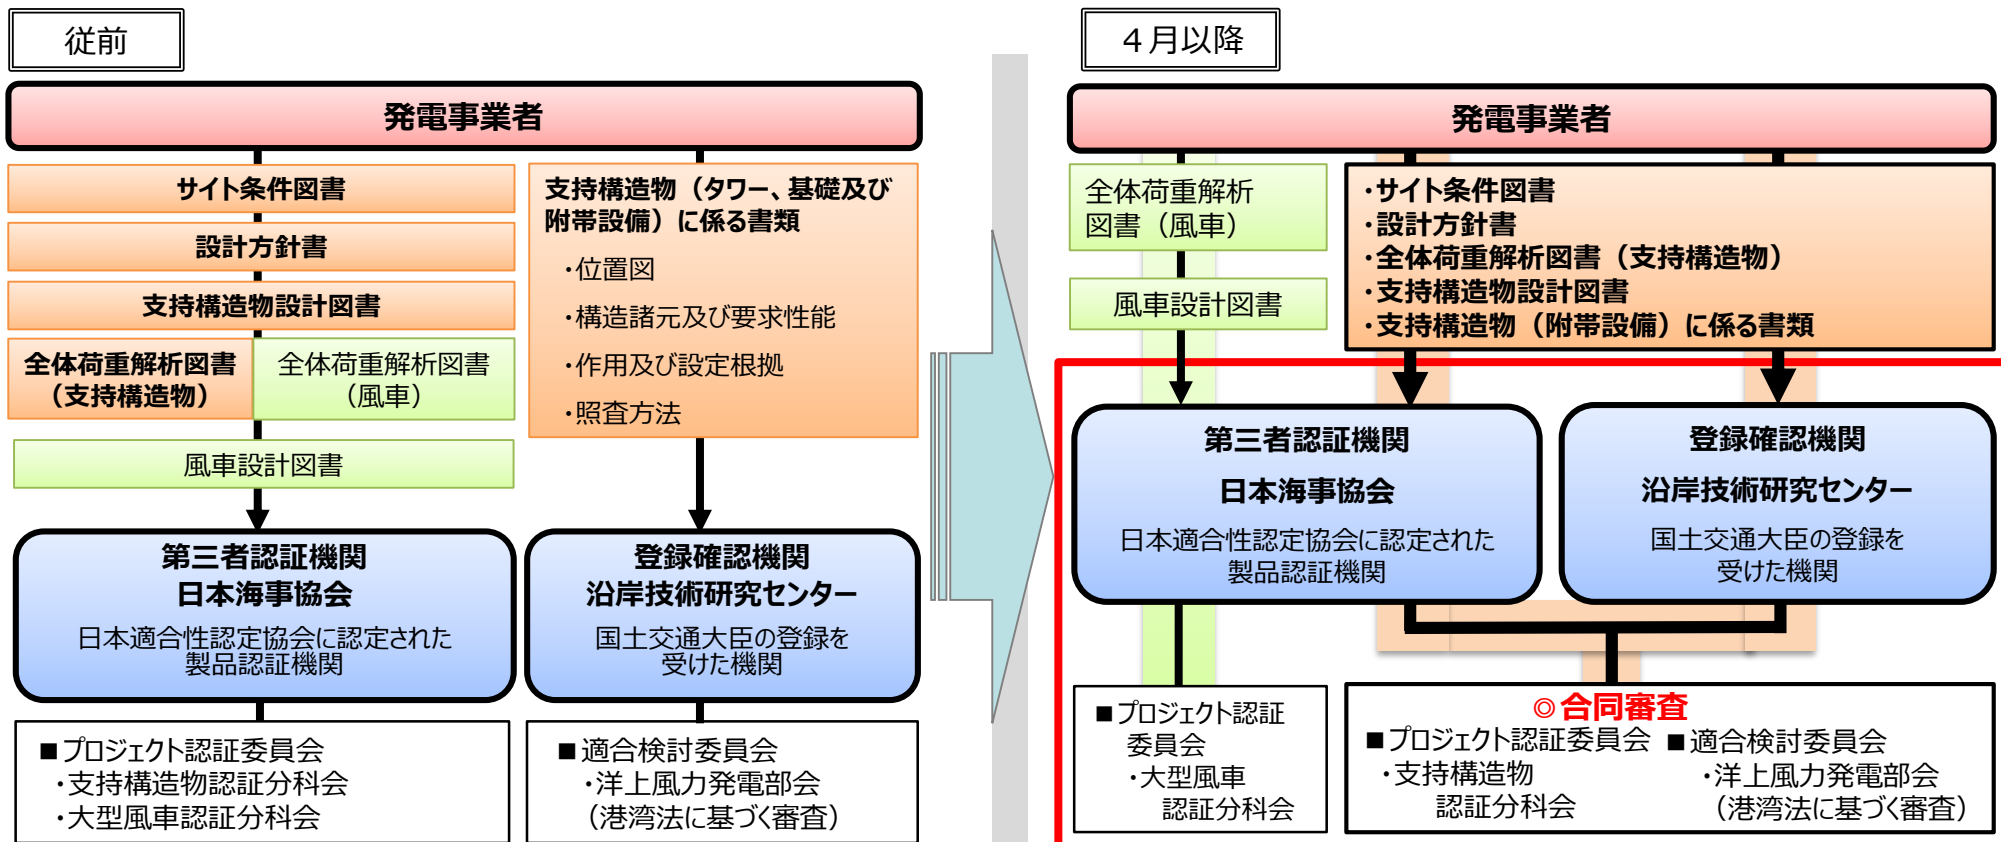 従前
発電事業者
サイト条件図書
設計方針書
支持構造物設計図書
全体荷重解析図書
（支持構造物）
全体荷重解析図書
（風車）
風車設計図書
第三者認証機関
日本海事協会
日本適合性認定協会に認定された
製品認証機関
■プロジェクト認証委員会
・支持構造物認証分科会
・大型風車認証分科会
支持構造物（タワー、基礎及び
附帯設備）に係る書類
・位置図
・構造諸元及び要求性能
・作用及び設定根拠
・照査方法
登録確認機関
沿岸技術研究センター
国土交通大臣の登録を
受けた機関
■適合検討委員会
・洋上風力発電部会
（港湾法に基づく審査）
４月以降
発電事業者
全体荷重解析
図書（風車）
風車設計図書
・サイト条件図書
・設計方針書
・全体荷重解析図書（支持構造物）
・支持構造物設計図書
・支持構造物（附帯設備）に係る書類
第三者認証機関
日本海事協会
日本適合性認定協会に認定された
製品認証機関
登録確認機関
沿岸技術研究センター
国土交通大臣の登録を
受けた機関
■プロジェクト認証
委員会
・大型風車
認証分科会
◎合同審査
■プロジェクト認証委員会
・支持構造物
認証分科会
■適合検討委員会
・洋上風力発電部会
（港湾法に基づく審査）